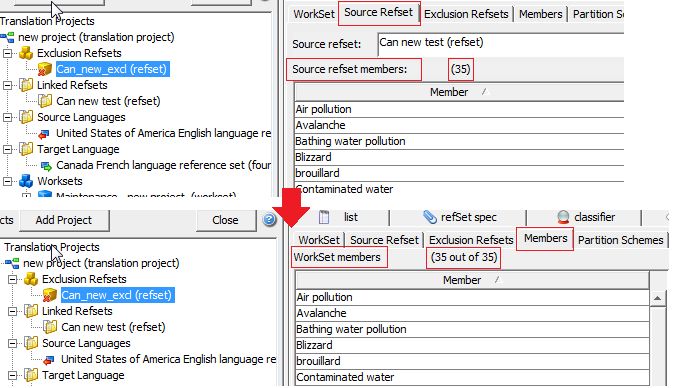 Translation Projects
new project (translation project)
Exclusion Refsets
Can_new_excl (refset)
Linked Refsets
Can new test (refset)
Source Languages
United States of America English language re
Target Language
Canada French language reference set (four
Worksets
Maintenance - new project (workset)
WorkSet Source Refset Exclusion Refsets Members Partition Sc
Source refset: Can new test (refset)
Source refset members: (35)
Member
Air pollution
Avalanche
Bathing water pollution
Blizzard
brouillard
Contaminated water
cts Add Project Close
Translation Projects
new project (translation project)
Exclusion Refsets
Can_new_excl (refset)
Linked Refsets
Can new test (refset)
Source Languages
United States of America English language re
Target Language
list refSet spec classifier
WorkSet Source Refset Exclusion Refsets Members Partition Schemes
WorkSet members (35 out of 35)
Member
Air pollution
Avalanche
Bathing water pollution
Blizzard
brouillard
Contaminated water